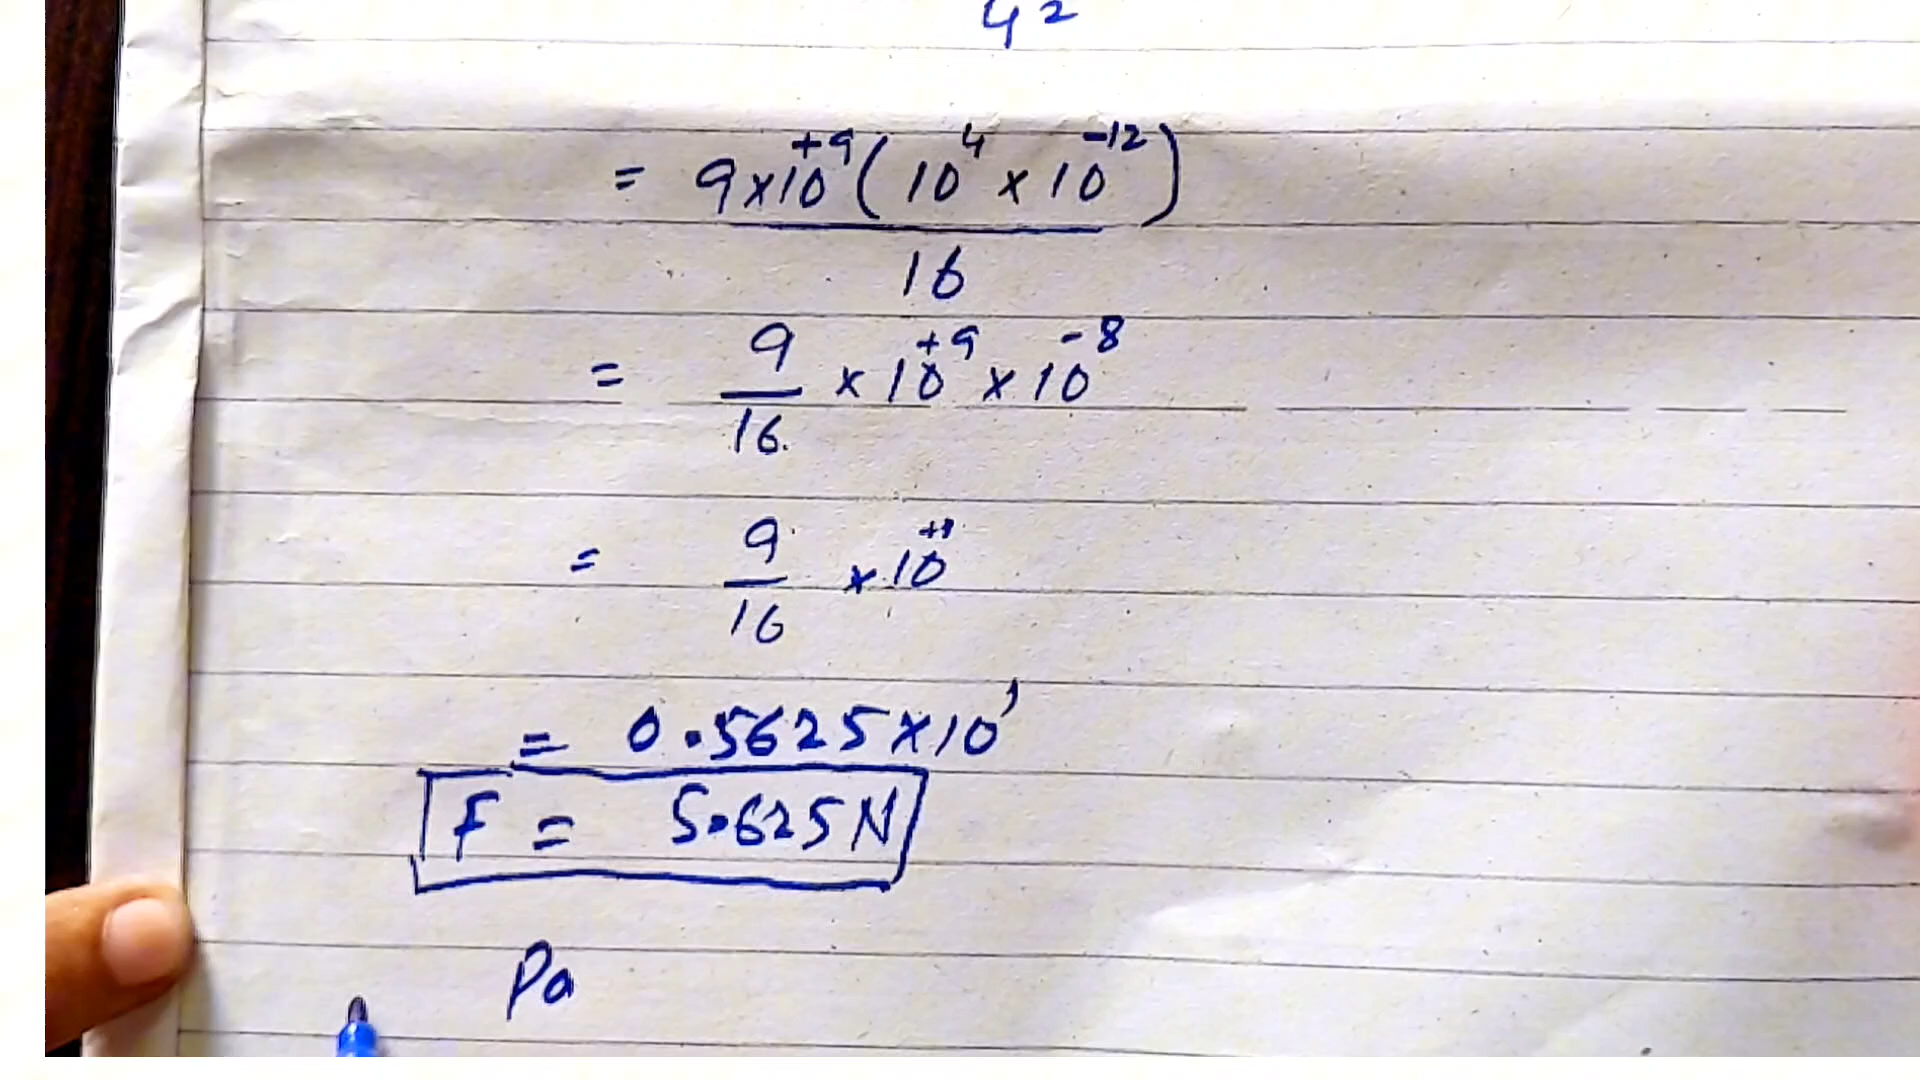 4²
= 9×10⁺⁹(10⁴ × 10⁻¹²)
16
= 9/16. × 10⁺⁹ × 10⁻⁸
= 9/16 × 10⁺¹
= 0.5625×10¹
F = 5.625N
Pa